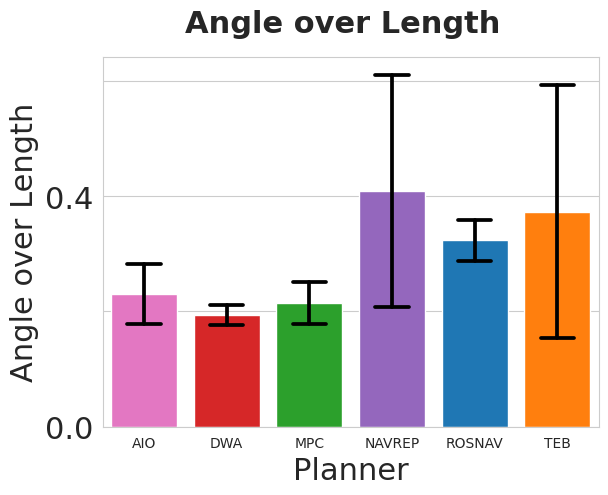 Angle over Length
Angle over Length
0.4
0.0
AIO DWA MPC NAVREP ROSNAV TEB
Planner